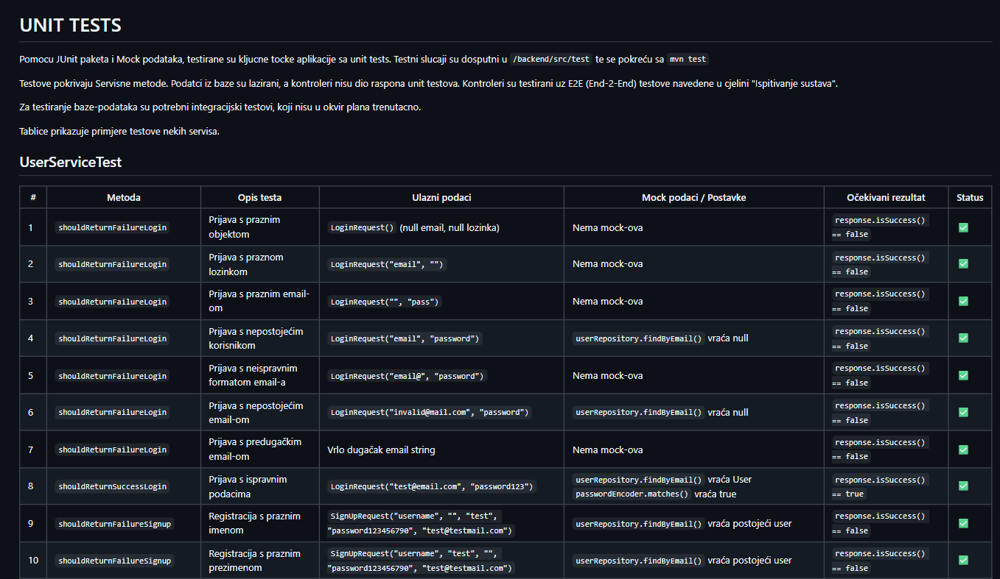 UNIT TESTS
Pomocu JUnit paketa i Mock podataka, testirane su kljucne tocke aplikacije sa unit tests. Testni slucaji su dosputni u /backend/src/test te se pokreću sa mvn test
Testove pokrivaju Servisne metode. Podatci iz baze su lazirani, a kontroleri nisu dio raspona unit testova. Kontroleri su testirani uz E2E (End-2-End) testove navedene u cjelini "Ispitivanje sustava".
Za testiranje baze-podataka su potrebni integracijski testovi, koji nisu u okvir plana trenutacno.
Tablice prikazuje primjere testove nekih servisa.
UserServiceTest
# Metoda Opis testa Ulazni podaci Mock podaci / Postavke Očekivani rezultat Status
1 shouldReturnFailureLogin Prijava s praznim objektom LoginRequest() (null email, null lozinka) Nema mock-ova response.isSuccess() == false ✅
2 shouldReturnFailureLogin Prijava s praznom lozinkom LoginRequest("email", "") Nema mock-ova response.isSuccess() == false ✅
3 shouldReturnFailureLogin Prijava s praznim email-om LoginRequest("", "pass") Nema mock-ova response.isSuccess() == false ✅
4 shouldReturnFailureLogin Prijava s nepostojećim korisnikom LoginRequest("email", "password") userRepository.findByEmail() vraća null response.isSuccess() == false ✅
5 shouldReturnFailureLogin Prijava s neispravnim formatom email-a LoginRequest("email@", "password") Nema mock-ova response.isSuccess() == false ✅
6 shouldReturnFailureLogin Prijava s nepostojećim email-om LoginRequest("invalid@mail.com", "password") userRepository.findByEmail() vraća null response.isSuccess() == false ✅
7 shouldReturnFailureLogin Prijava s predugačkim email-om Vrlo dugačak email string Nema mock-ova response.isSuccess() == false ✅
8 shouldReturnSuccessLogin Prijava s ispravnim podacima LoginRequest("test@email.com", "password123") userRepository.findByEmail() vraća User passwordEncoder.matches() vraća true response.isSuccess() == true ✅
9 shouldReturnFailureSignup Registracija s praznim imenom SignUpRequest("username", "", "test", "password123456790", "test@testmail.com") userRepository.findByEmail() vraća postojeći user response.isSuccess() == false ✅
10 shouldReturnFailureSignup Registracija s praznim prezimenom SignUpRequest("username", "test", "", "password123456790", "test@testmail.com") userRepository.findByEmail() vraća postojeći user response.isSuccess() == false ✅